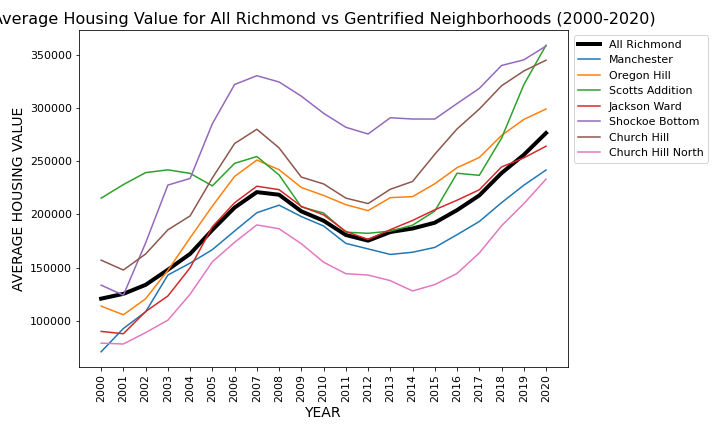 verage Housing Value for All Richmond vs Gentrified Neighborhoods (2000-2020)
AVERAGE HOUSING VALUE
350000
300000
250000
200000
150000
100000
2000 2001 2002 2003 2004 2005 2006 2007 2008 2009 2010 2011 2012 2013 2014 2015 2016 2017 2018 2019 2020
YEAR
All Richmond
Manchester
Oregon Hill
Scotts Addition
Jackson Ward
Shockoe Bottom
Church Hill
Church Hill North